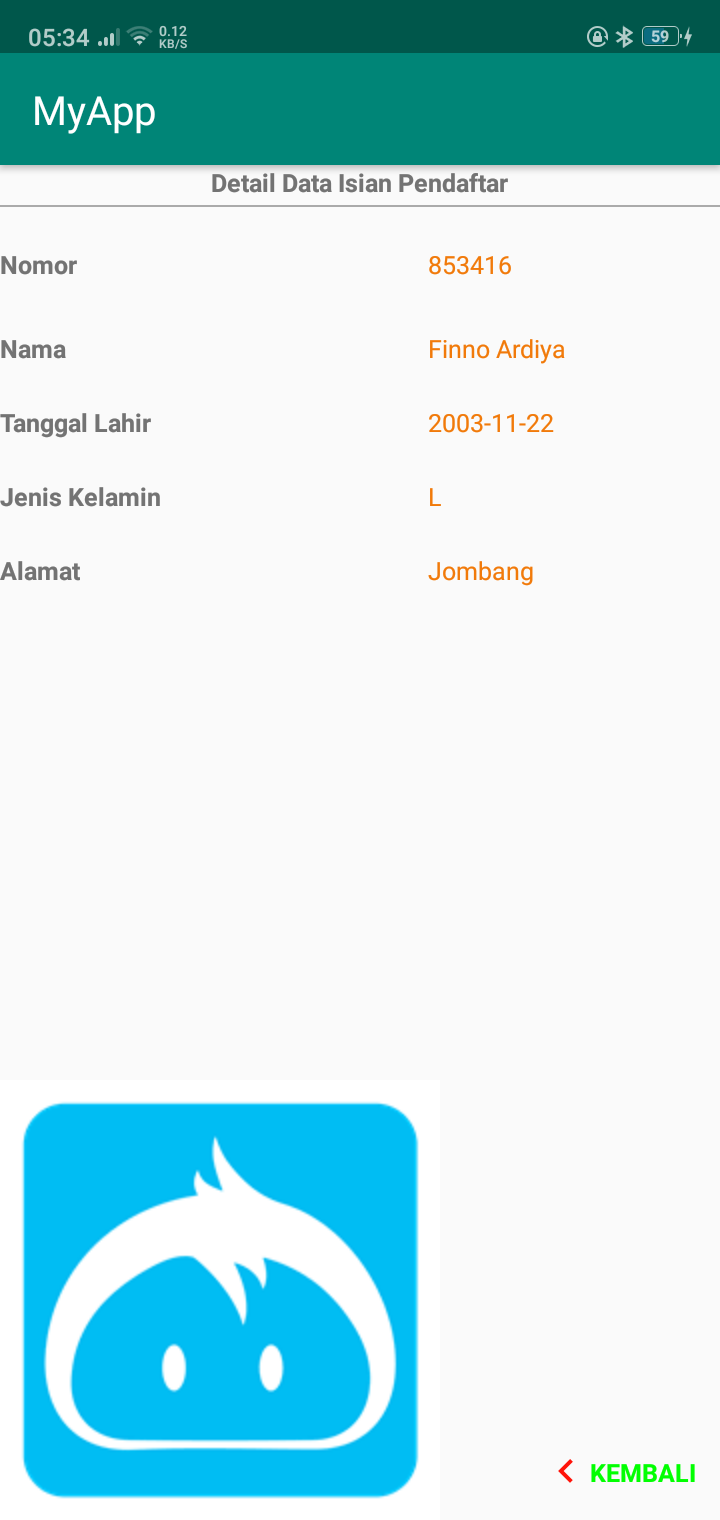 05:34 0.12 KB/S 59
MyApp
Detail Data Isian Pendaftar
Nomor 853416
Nama Finno Ardiya
Tanggal Lahir 2003-11-22
Jenis Kelamin L
Alamat Jombang
KEMBALI